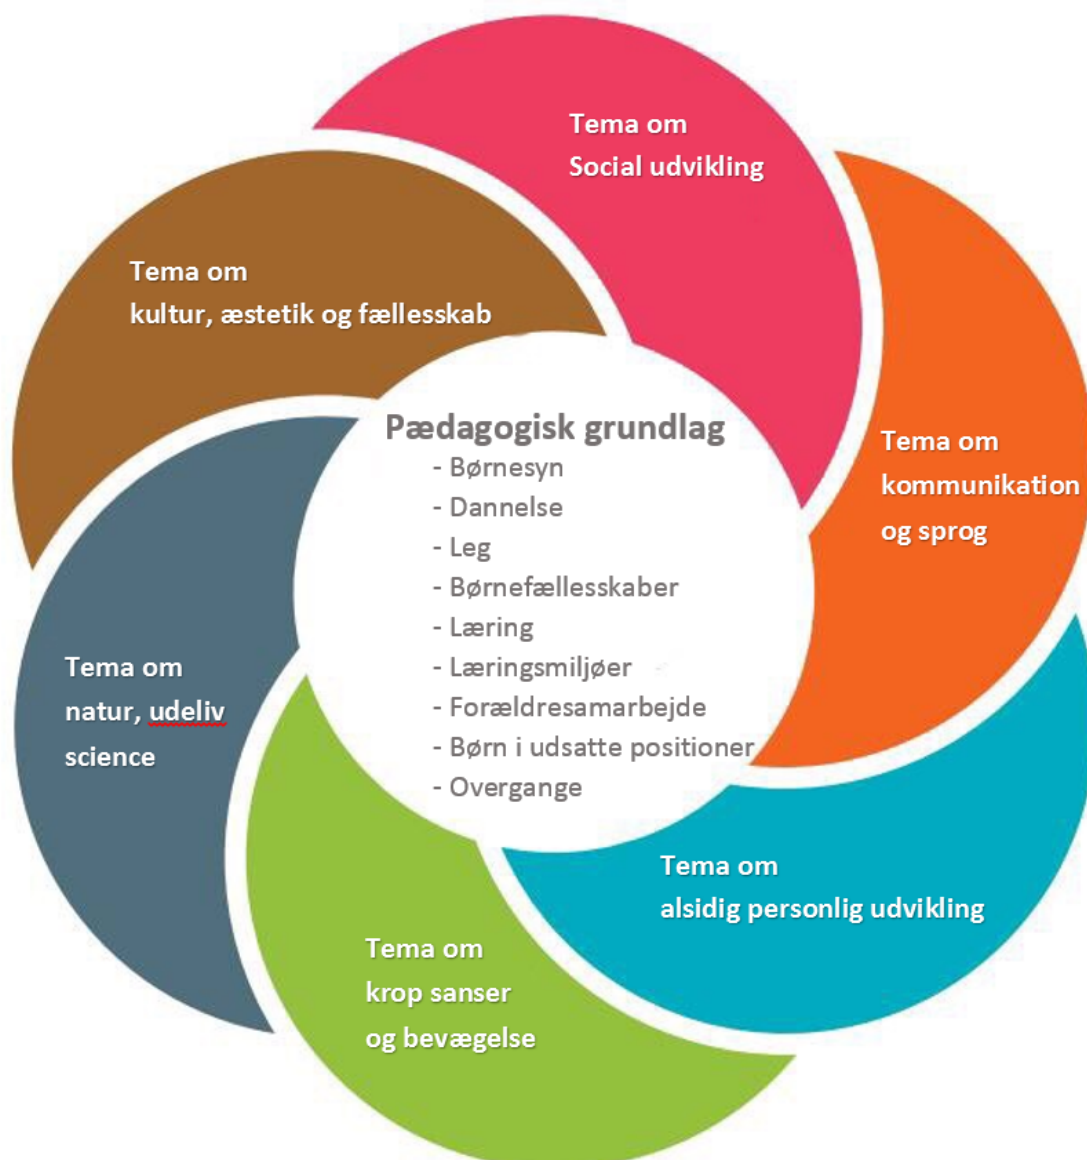 Tema om
Social udvikling
Tema om
kultur, æstetik og fællesskab
Pædagogisk grundlag
- Børnesyn
- Dannelse
- Leg
- Børnefællesskaber
- Læring
- Læringsmiljøer
- Forældresamarbejde
- Børn i udsatte positioner
- Overgange
Tema om
kommunikation
og sprog
Tema om
natur, udeliv
science
Tema om
alsidig personlig udvikling
Tema om
krop sanser
og bevægelse